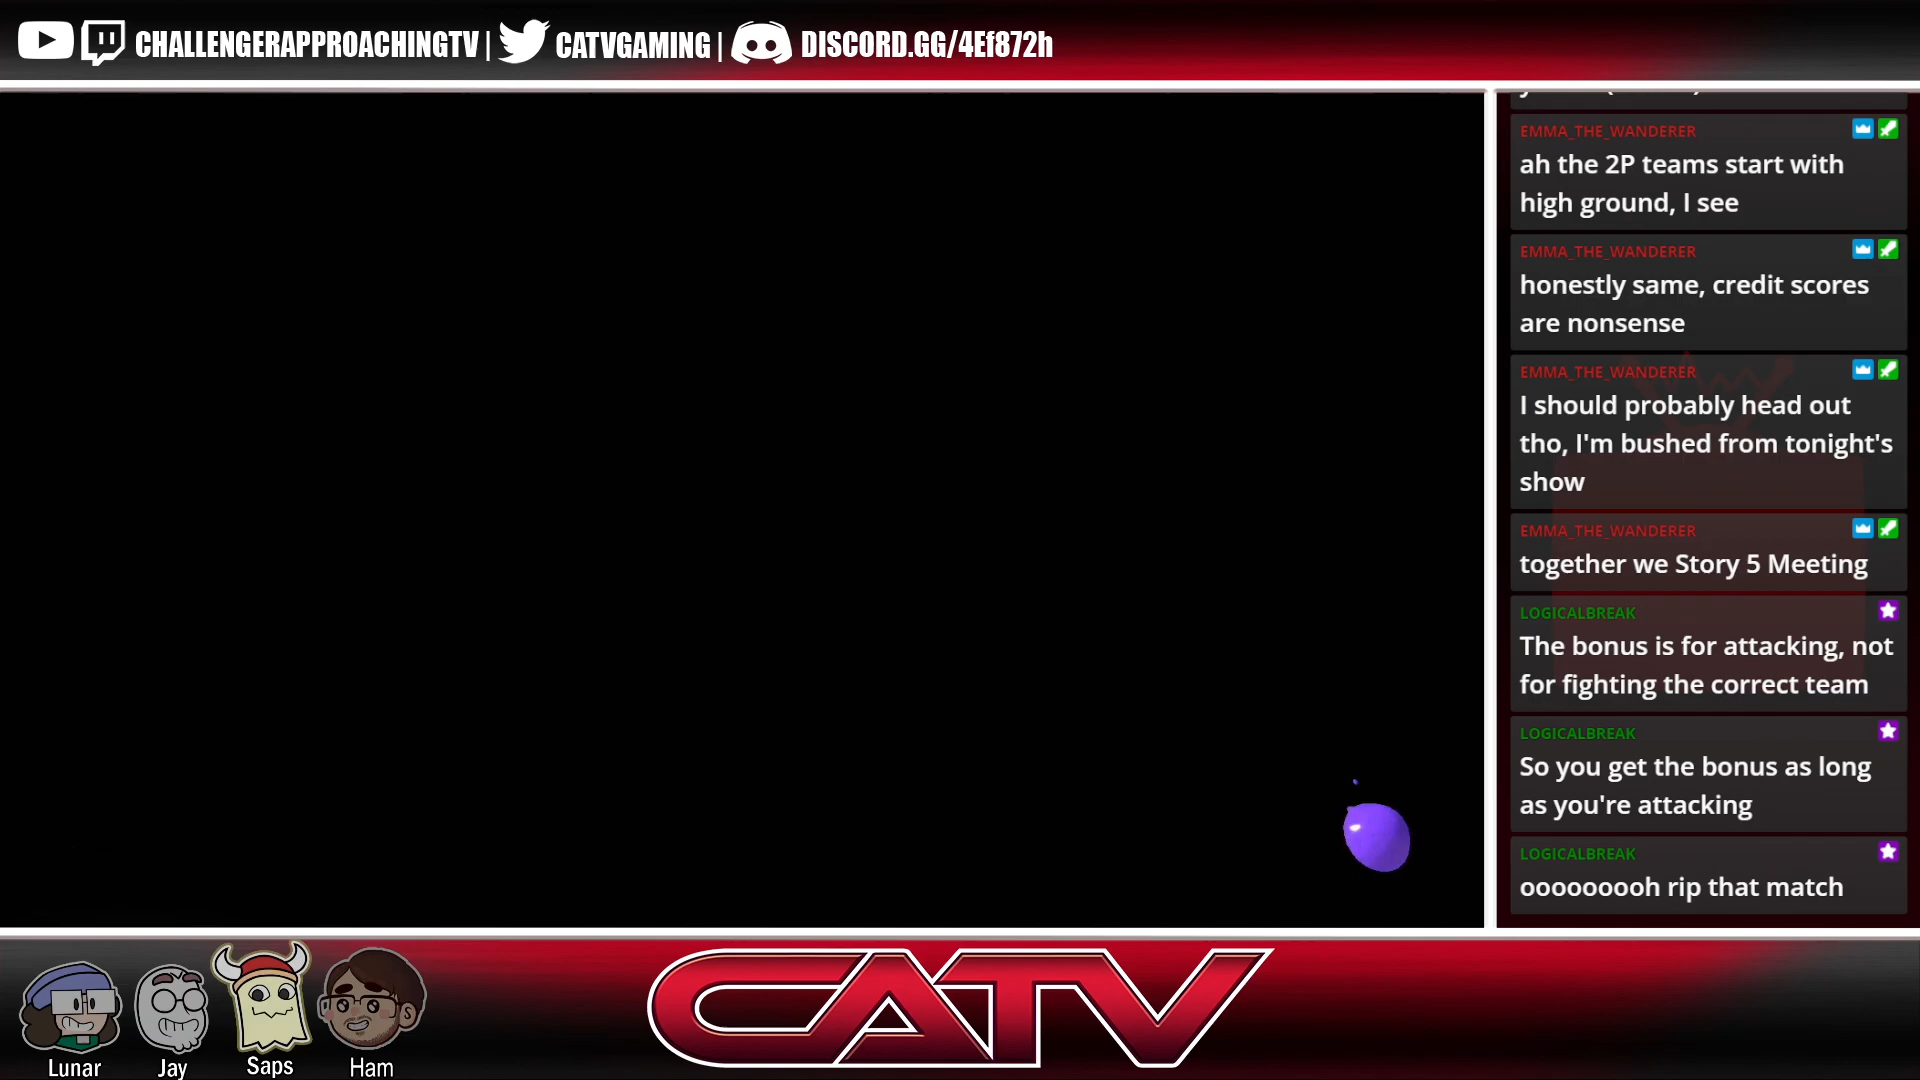 CHALLENGERAPPROACHINGTV | CATVGAMING | DISCORD.GG/4Ef872h
EMMA_THE_WANDERER
ah the 2P teams start with
high ground, I see
EMMA_THE_WANDERER
honestly same, credit scores
are nonsense
EMMA_THE_WANDERER
I should probably head out
tho, I'm bushed from tonight's
show
EMMA_THE_WANDERER
together we Story 5 Meeting
LOGICALBREAK
The bonus is for attacking, not
for fighting the correct team
LOGICALBREAK
So you get the bonus as long
as you're attacking
LOGICALBREAK
ooooooooh rip that match
Lunar
Jay
Saps
Ham
CATV